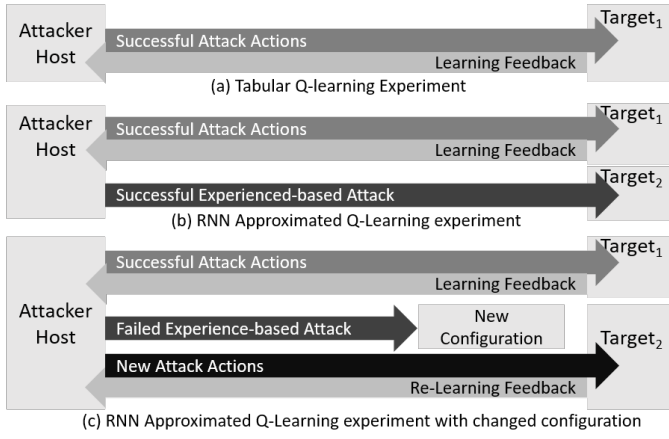 Attacker
Host
Successful Attack Actions
Target1
Learning Feedback
(a) Tabular Q-learning Experiment
Attacker
Host
Successful Attack Actions
Target1
Learning Feedback
Successful Experienced-based Attack
Target2
(b) RNN Approximated Q-Learning experiment
Attacker
Host
Successful Attack Actions
Target1
Learning Feedback
Failed Experience-based Attack
New
Configuration
New Attack Actions
Target2
Re-Learning Feedback
(c) RNN Approximated Q-Learning experiment with changed configuration